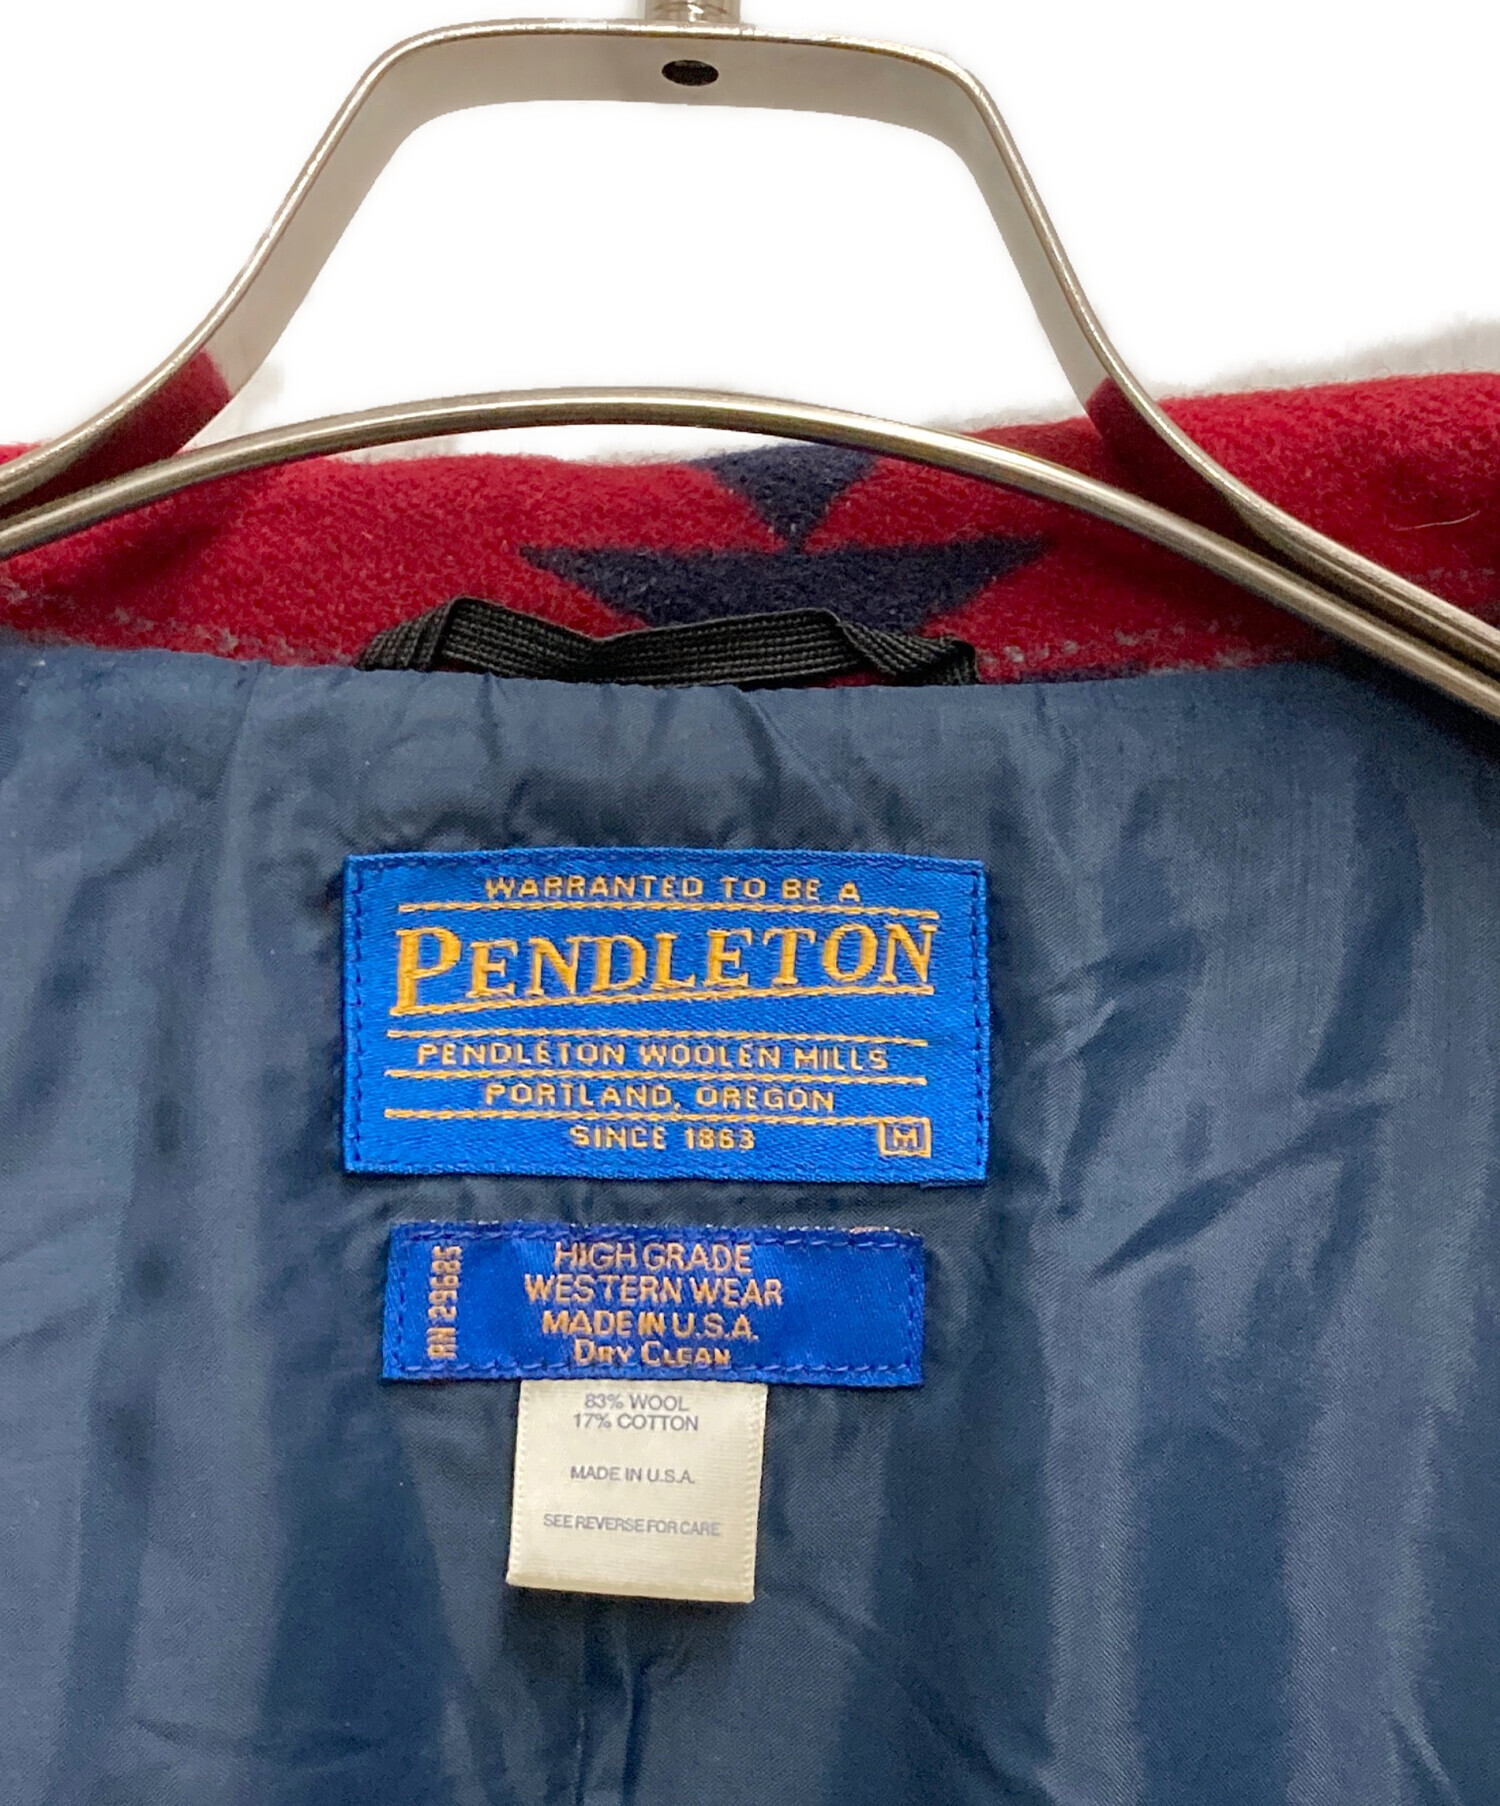 WARRANTED TO BE A
PENDLETON
PENDLETON WOOLEN MILLS
PORTLAND, OREGON
SINCE 1863
M
RN 29685
HIGH GRADE
WESTERN WEAR
MADE IN U.S.A.
DRY CLEAN
83% WOOL
17% COTTON
MADE IN U.S.A.
SEE REVERSE FOR CARE